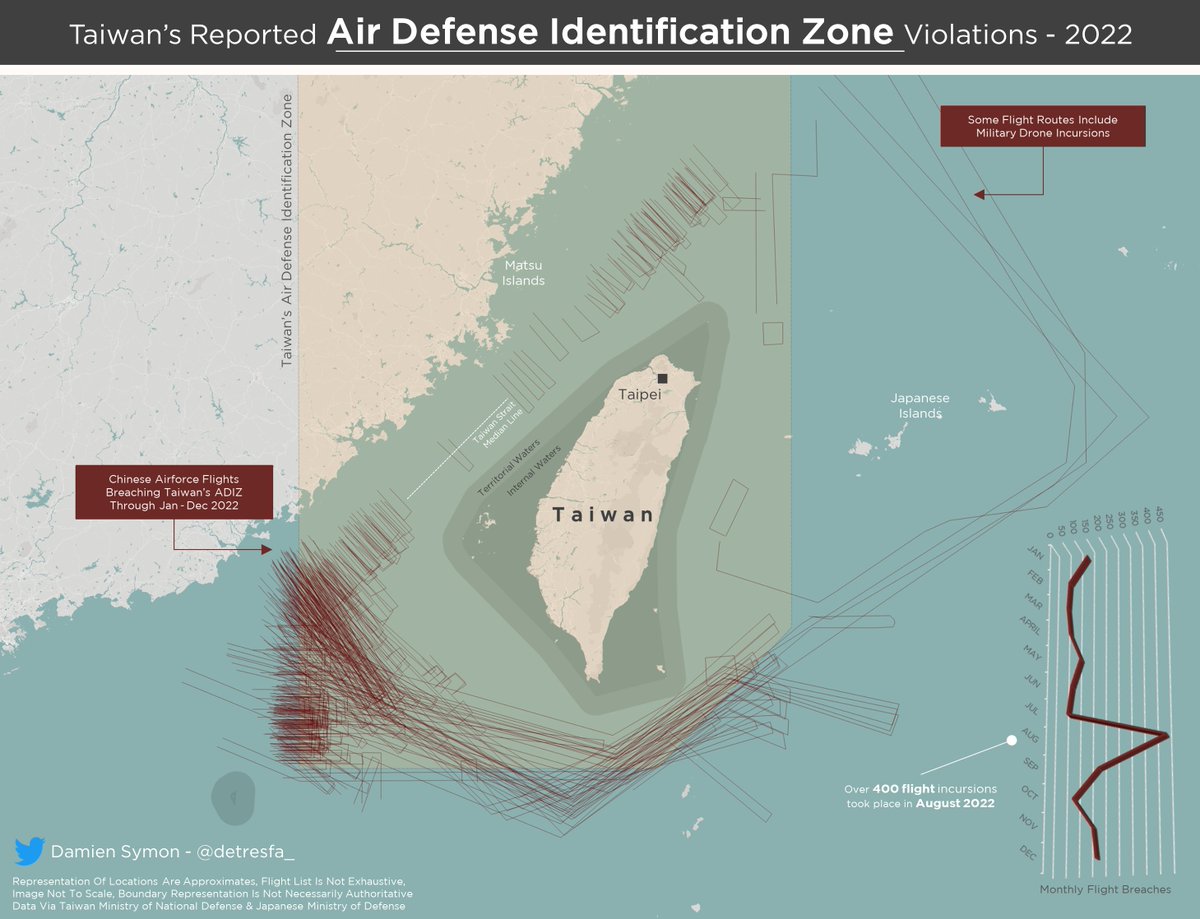 Taiwan's Reported Air Defense Identification Zone Violations - 2022
Taiwan's Air Defense Identification Zone
Some Flight Routes Include
Military Drone Incursions
Matsu
Islands
Taipei
Taiwan Strait
Median Line
Territorial Waters
Internal Waters
Taiwan
Japanese
Islands
Chinese Airforce Flights
Breaching Taiwan's ADIZ
Through Jan - Dec 2022
0 50 100 150 200 250 300 350 400 450
JAN
FEB
MAR
APRIL
MAY
JUN
JUL
AUG
SEP
OCT
NOV
DEC
Over 400 flight incursions
took place in August 2022
Monthly Flight Breaches
Damien Symon - @detresfa_
Representation Of Locations Are Approximates, Flight List Is Not Exhaustive,
Image Not To Scale, Boundary Representation Is Not Necessarily Authoritative
Data Via Taiwan Ministry of National Defense & Japanese Ministry of Defense